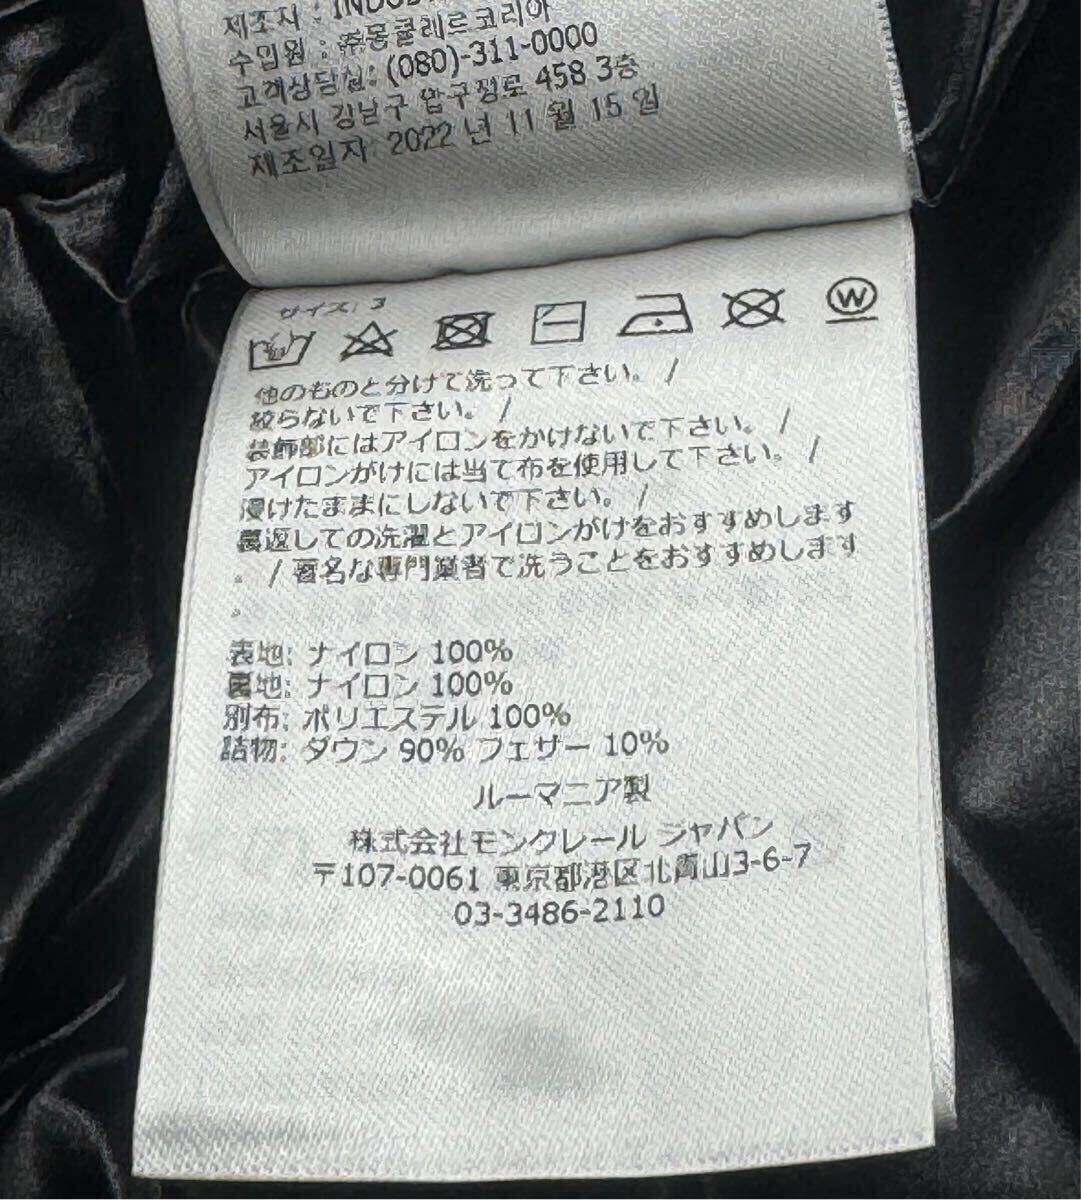 제조자 :
수입원 : ㈜몽클레르코리아
고객상담실: (080)-311-0000
서울시 강남구 압구정로 458 3층
제조일자: 2022 년 11 월 15 일
サイズ: 3
W
他のものと分けて洗って下さい。 /
絞らないで下さい。 /
装飾部にはアイロンをかけないで下さい。 /
アイロンがけには当て布を使用して下さい。 /
浸けたままにしないで下さい。 /
裏返しての洗濯とアイロンがけをおすすめします
。 / 著名な専門業者で洗うことをおすすめします
。
表地: ナイロン 100%
裏地: ナイロン 100%
別布: ポリエステル 100%
詰物: ダウン 90% フェザー 10%
ルーマニア製
株式会社モンクレール ジャパン
〒107-0061 東京都港区北青山3-6-7
03-3486-2110